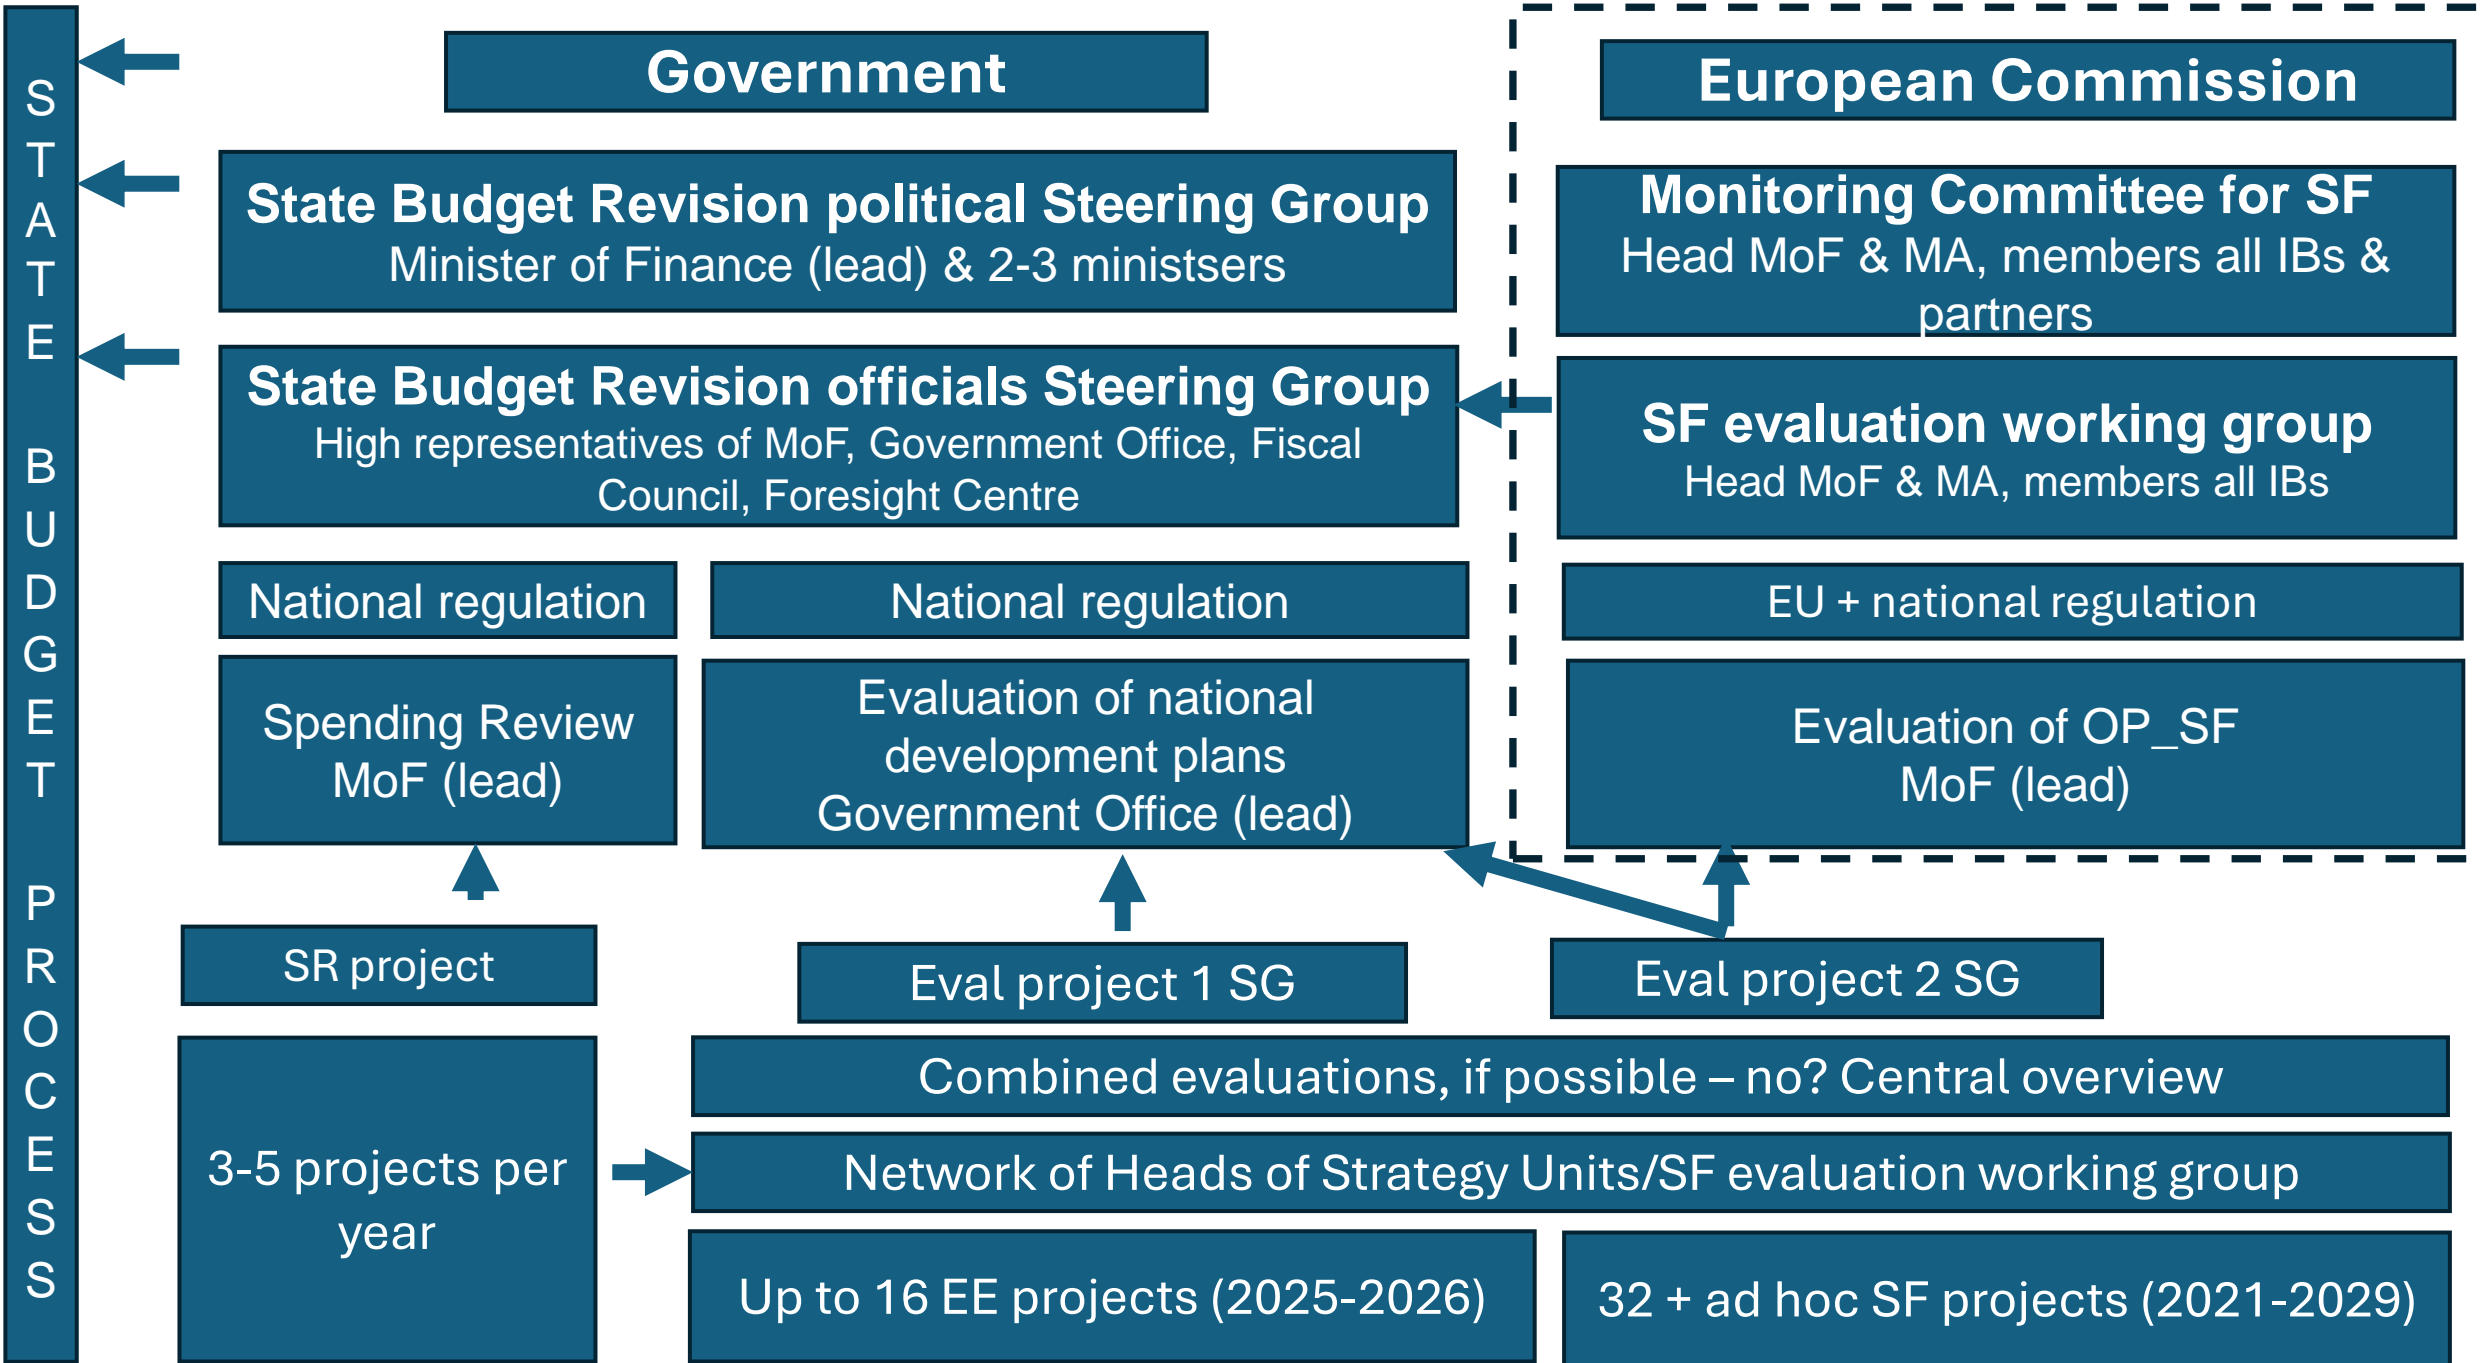 STATE BUDGET PROCESS
Government
European Commission
State Budget Revision political Steering Group
Minister of Finance (lead) & 2-3 ministsers
Monitoring Committee for SF
Head MoF & MA, members all IBs &
partners
State Budget Revision officials Steering Group
High representatives of MoF, Government Office, Fiscal
Council, Foresight Centre
SF evaluation working group
Head MoF & MA, members all IBs
National regulation
National regulation
EU + national regulation
Spending Review
MoF (lead)
Evaluation of national
development plans
Government Office (lead)
Evaluation of OP_SF
MoF (lead)
SR project
Eval project 1 SG
Eval project 2 SG
3-5 projects per
year
Combined evaluations, if possible – no? Central overview
Network of Heads of Strategy Units/SF evaluation working group
Up to 16 EE projects (2025-2026)
32 + ad hoc SF projects (2021-2029)